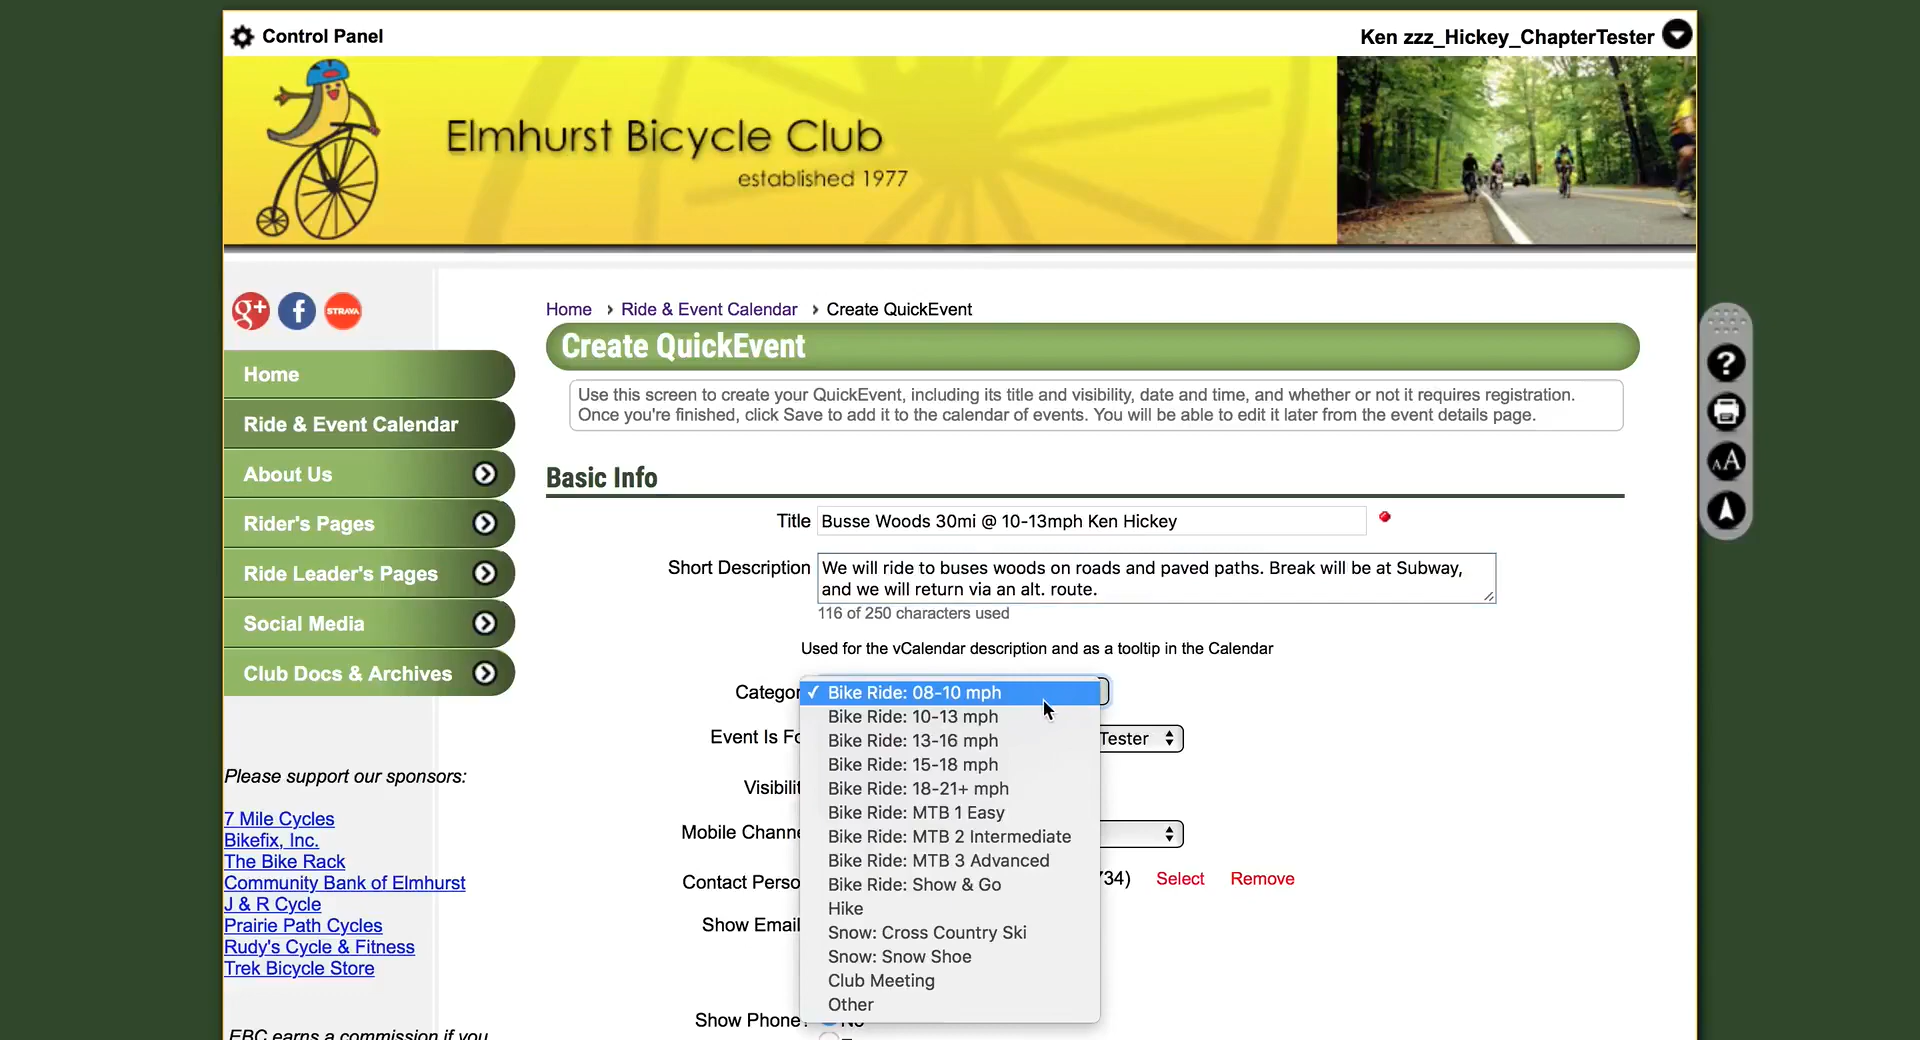 Control Panel
Ken zzz_Hickey_ChapterTester
Elmhurst Bicycle Club
established 1977
g+
f
STRAVA
Home
Ride & Event Calendar
About Us
Rider's Pages
Ride Leader's Pages
Social Media
Club Docs & Archives
Please support our sponsors:
7 Mile Cycles
Bikefix, Inc.
The Bike Rack
Community Bank of Elmhurst
J & R Cycle
Prairie Path Cycles
Rudy's Cycle & Fitness
Trek Bicycle Store
EBC earns a commission if you
Home › Ride & Event Calendar › Create QuickEvent
Create QuickEvent
Use this screen to create your QuickEvent, including its title and visibility, date and time, and whether or not it requires registration.
Once you're finished, click Save to add it to the calendar of events. You will be able to edit it later from the event details page.
Basic Info
Title Busse Woods 30mi @ 10-13mph Ken Hickey
Short Description We will ride to buses woods on roads and paved paths. Break will be at Subway,
and we will return via an alt. route.
116 of 250 characters used
Used for the vCalendar description and as a tooltip in the Calendar
Categor ✓ Bike Ride: 08-10 mph
Bike Ride: 10-13 mph
Event Is Fo Bike Ride: 13-16 mph Tester
Bike Ride: 15-18 mph
Visibilit Bike Ride: 18-21+ mph
Bike Ride: MTB 1 Easy
Mobile Channe Bike Ride: MTB 2 Intermediate
Bike Ride: MTB 3 Advanced
Contact Perso Bike Ride: Show & Go 734) Select Remove
Hike
Show Email Snow: Cross Country Ski
Snow: Snow Shoe
Club Meeting
Other
Show Phone? No
?
AA